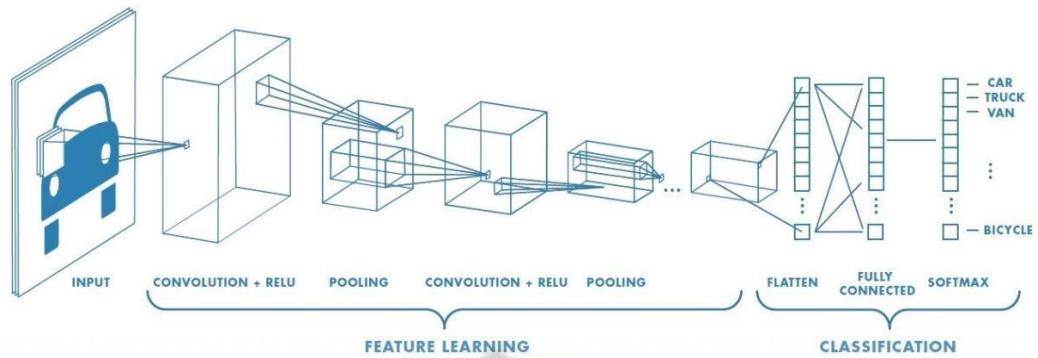 CAR
TRUCK
VAN
BICYCLE
INPUT
CONVOLUTION + RELU
POOLING
CONVOLUTION + RELU
POOLING
FLATTEN
FULLY
CONNECTED
SOFTMAX
FEATURE LEARNING
CLASSIFICATION